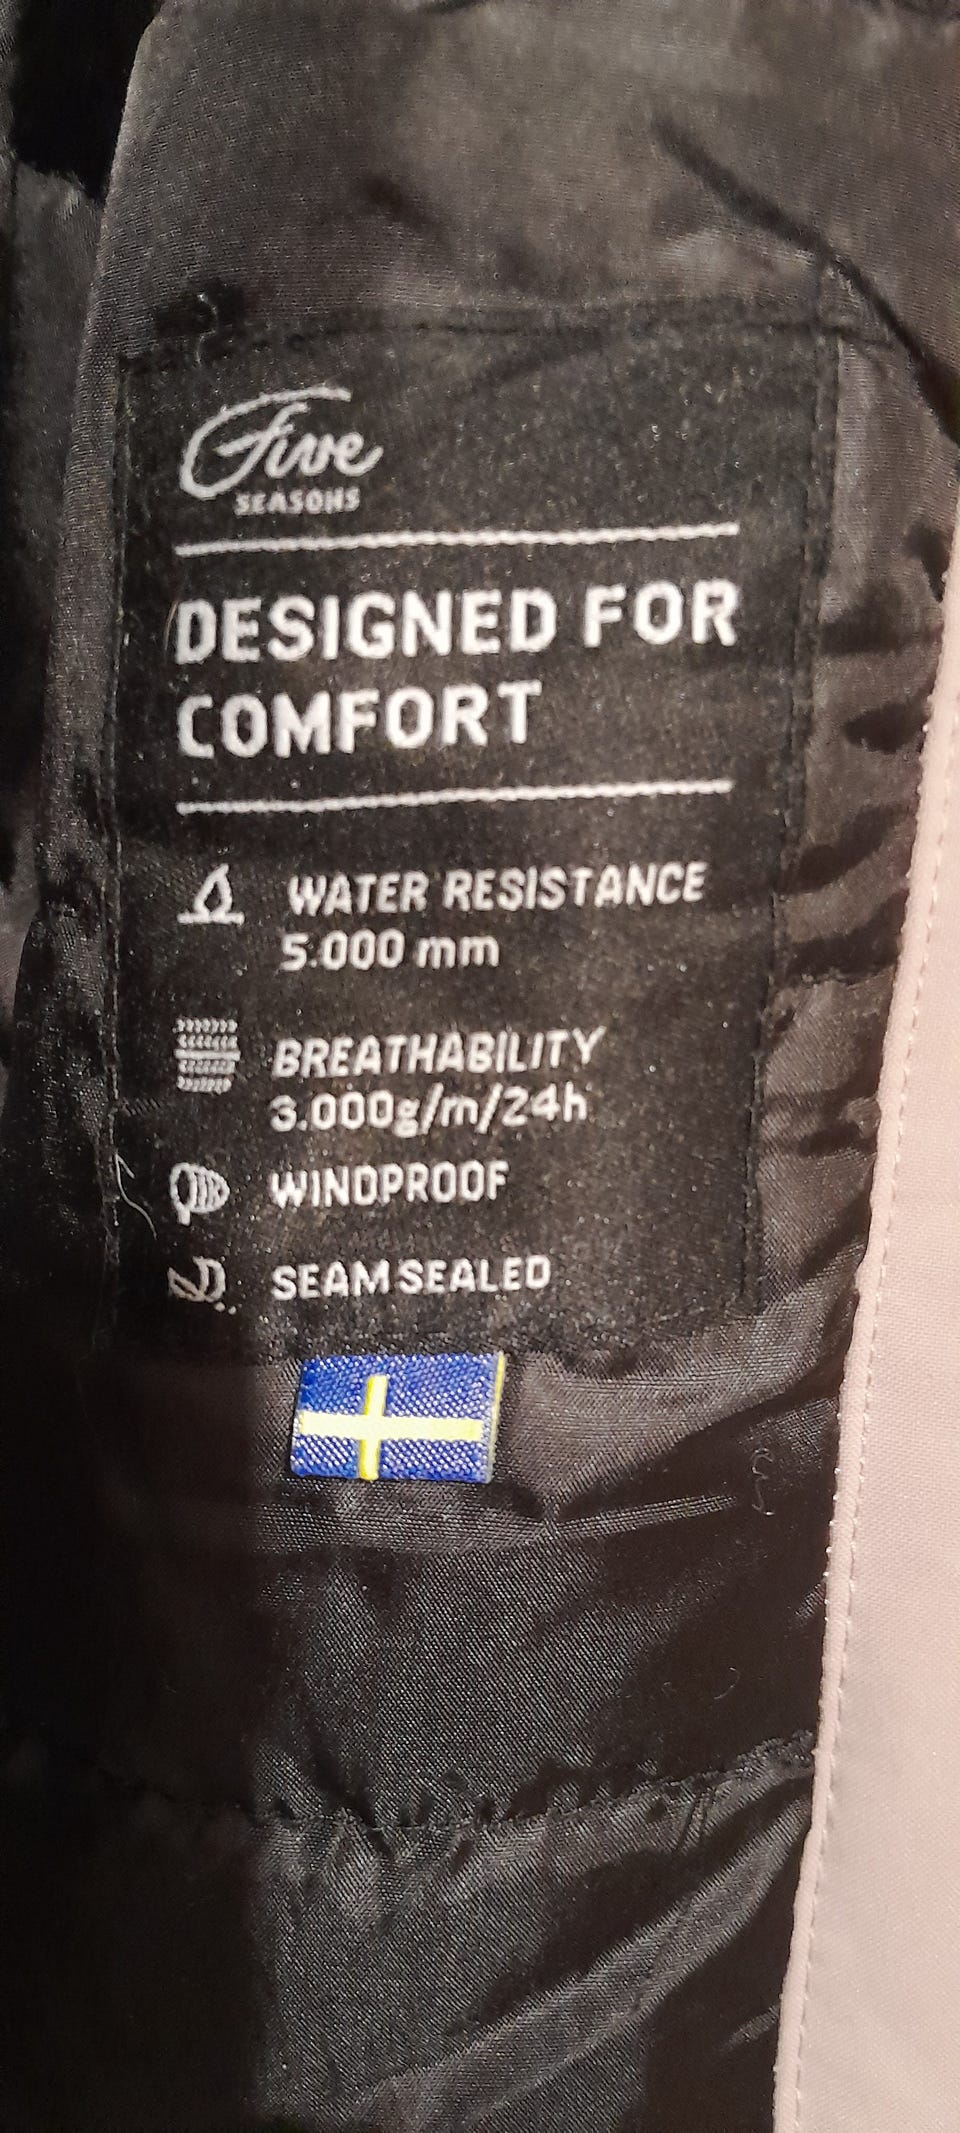 Five
SEASONS
DESIGNED FOR
COMFORT
WATER RESISTANCE
5.000 mm
BREATHABILITY
3.000g/m/24h
WINDPROOF
SEAM SEALED